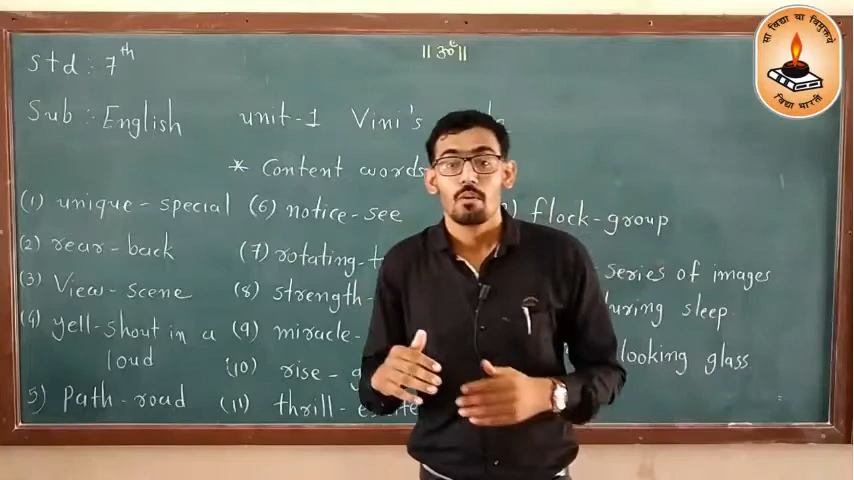 ॥ ॐ ॥
std : 7th
Sub : English
unit-1 Vini's
* Content words
(1) unique - special
(2) rear - back
(3) View - scene
(4) yell - shout in a
loud
5) Path - road
(6) notice - see
(7) rotating - t
(8) strength -
(9) miracle -
(10) rise - g
(11) thrill -
flock - group
- series of images
during sleep
looking glass
सा विद्या या विमुक्तये
विद्या भारती